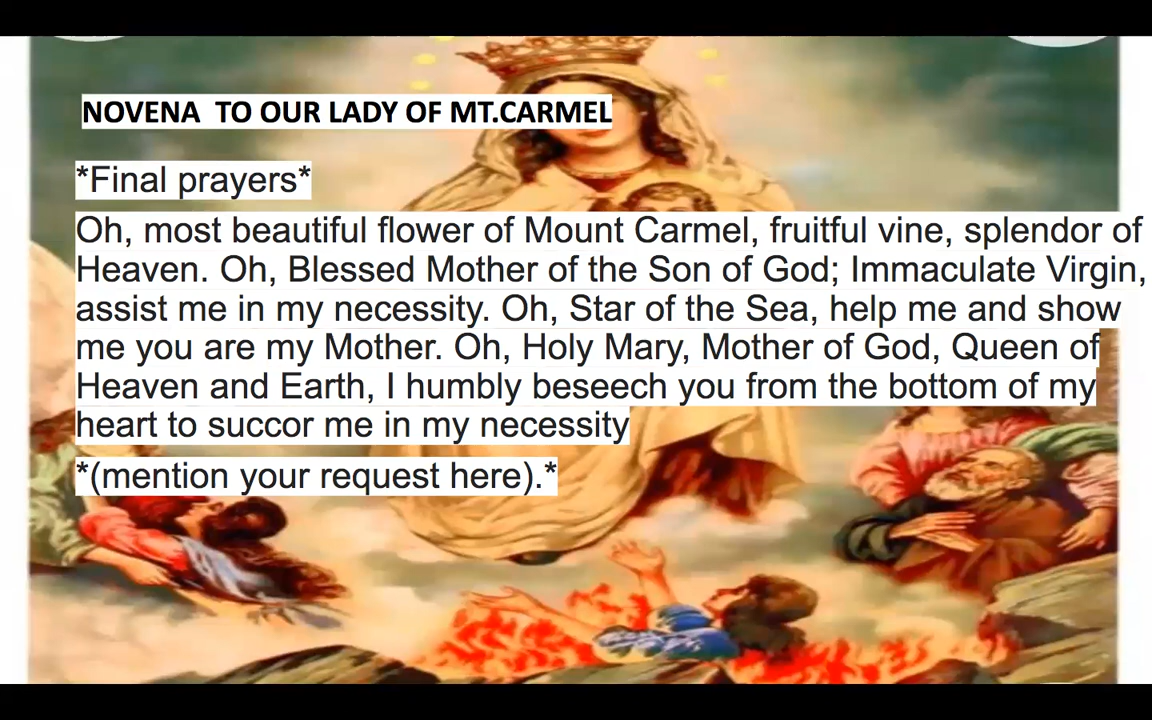 NOVENA  TO OUR LADY OF MT.CARMEL
*Final prayers*
Oh, most beautiful flower of Mount Carmel, fruitful vine, splendor of
Heaven. Oh, Blessed Mother of the Son of God; Immaculate Virgin,
assist me in my necessity. Oh, Star of the Sea, help me and show
me you are my Mother. Oh, Holy Mary, Mother of God, Queen of
Heaven and Earth, I humbly beseech you from the bottom of my
heart to succor me in my necessity
*(mention your request here).*